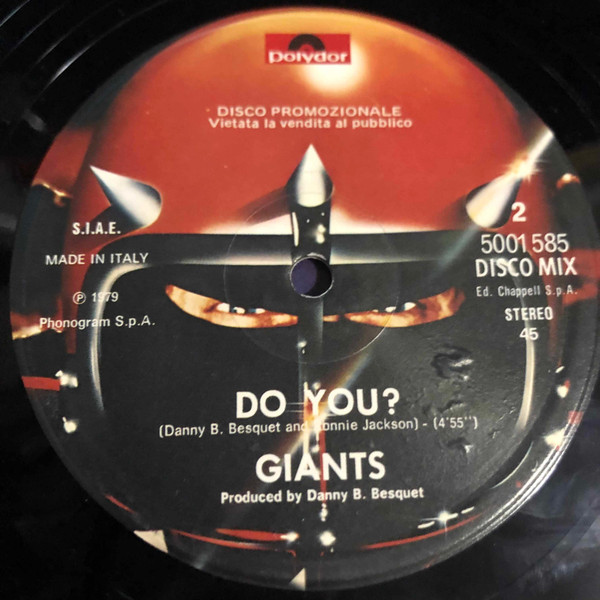 polydor
DISCO PROMOZIONALE
Vietata la vendita al pubblico
S.I.A.E.
MADE IN ITALY
℗ 1979
Phonogram S.p.A.
2
5001 585
DISCO MIX
Ed. Chappell S.p.A.
STEREO
45
DO YOU?
(Danny B. Besquet and Ronnie Jackson) - (4'55")
GIANTS
Produced by Danny B. Besquet